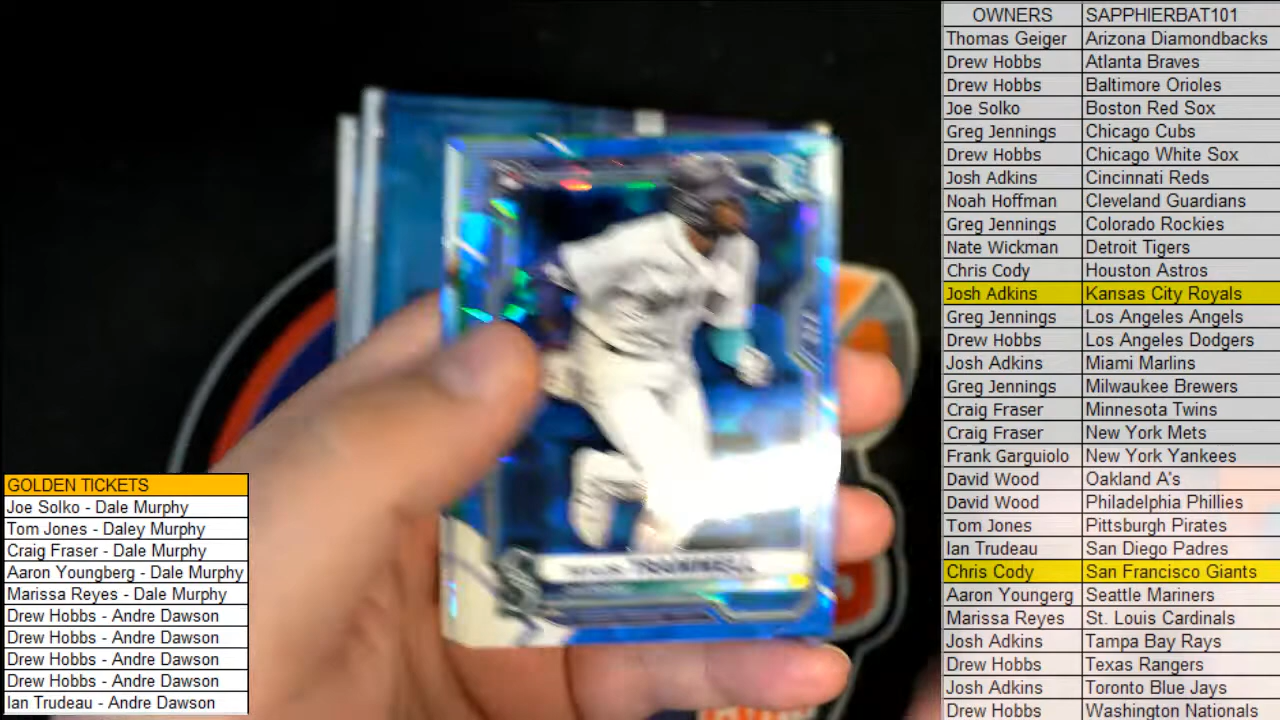 OWNERS SAPPHIERBAT101
Thomas Geiger Arizona Diamondbacks
Drew Hobbs Atlanta Braves
Drew Hobbs Baltimore Orioles
Joe Solko Boston Red Sox
Greg Jennings Chicago Cubs
Drew Hobbs Chicago White Sox
Josh Adkins Cincinnati Reds
Noah Hoffman Cleveland Guardians
Greg Jennings Colorado Rockies
Nate Wickman Detroit Tigers
Chris Cody Houston Astros
Josh Adkins Kansas City Royals
Greg Jennings Los Angeles Angels
Drew Hobbs Los Angeles Dodgers
Josh Adkins Miami Marlins
Greg Jennings Milwaukee Brewers
Craig Fraser Minnesota Twins
Craig Fraser New York Mets
Frank Garguiolo New York Yankees
David Wood Oakland A's
David Wood Philadelphia Phillies
Tom Jones Pittsburgh Pirates
Ian Trudeau San Diego Padres
Chris Cody San Francisco Giants
Aaron Youngerg Seattle Mariners
Marissa Reyes St. Louis Cardinals
Josh Adkins Tampa Bay Rays
Drew Hobbs Texas Rangers
Josh Adkins Toronto Blue Jays
Drew Hobbs Washington Nationals
GOLDEN TICKETS
Joe Solko - Dale Murphy
Tom Jones - Daley Murphy
Craig Fraser - Dale Murphy
Aaron Youngberg - Dale Murphy
Marissa Reyes - Dale Murphy
Drew Hobbs - Andre Dawson
Drew Hobbs - Andre Dawson
Drew Hobbs - Andre Dawson
Drew Hobbs - Andre Dawson
Ian Trudeau - Andre Dawson
TRAMMELL